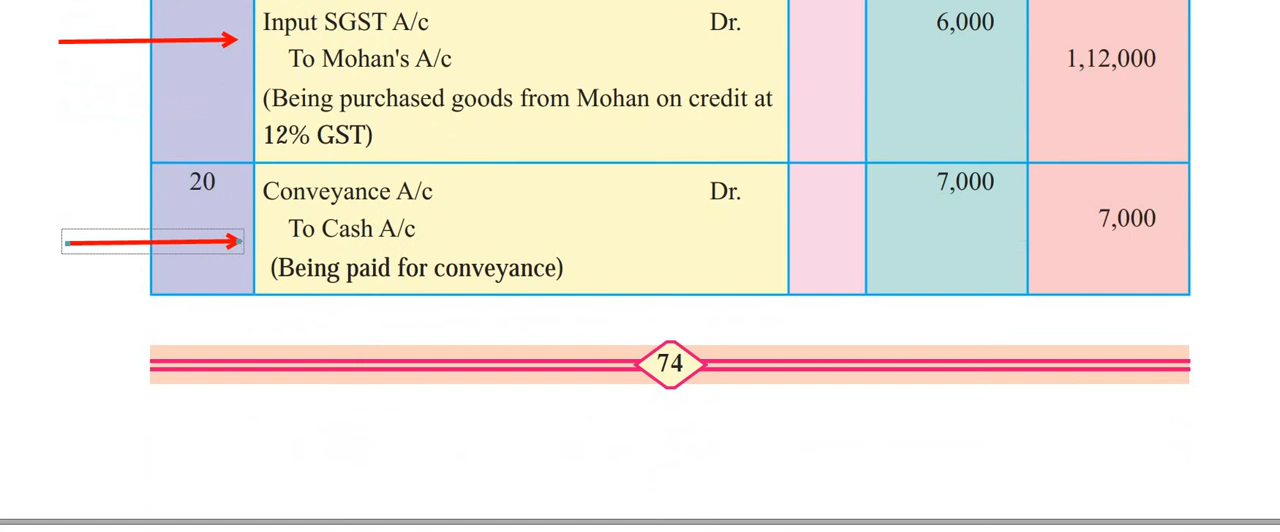 Input SGST A/c Dr. 6,000
To Mohan's A/c 1,12,000
(Being purchased goods from Mohan on credit at
12% GST)
20 Conveyance A/c Dr. 7,000
To Cash A/c 7,000
(Being paid for conveyance)
74